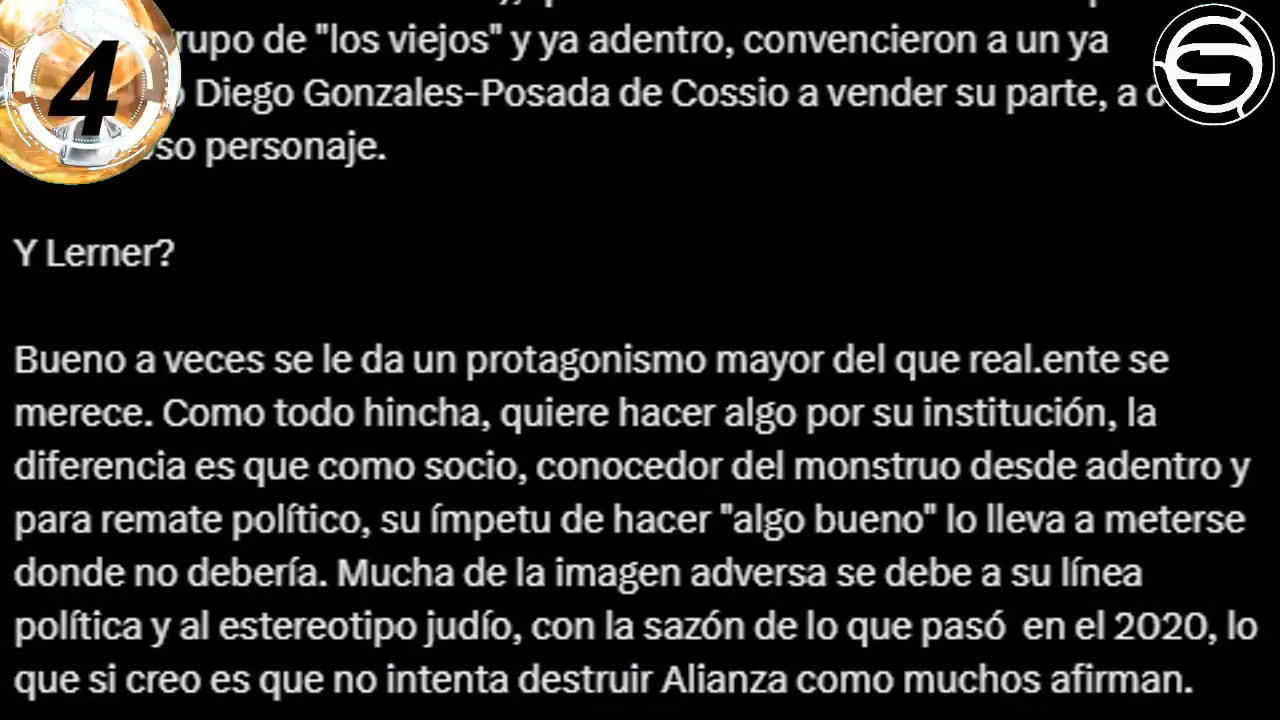 4
rupo de "los viejos" y ya adentro, convencieron a un ya
Diego Gonzales-Posada de Cossio a vender su parte, a
so personaje.
Y Lerner?
Bueno a veces se le da un protagonismo mayor del que real.ente se
merece. Como todo hincha, quiere hacer algo por su institución, la
diferencia es que como socio, conocedor del monstruo desde adentro y
para remate político, su ímpetu de hacer "algo bueno" lo lleva a meterse
donde no debería. Mucha de la imagen adversa se debe a su línea
política y al estereotipo judío, con la sazón de lo que pasó  en el 2020, lo
que si creo es que no intenta destruir Alianza como muchos afirman.